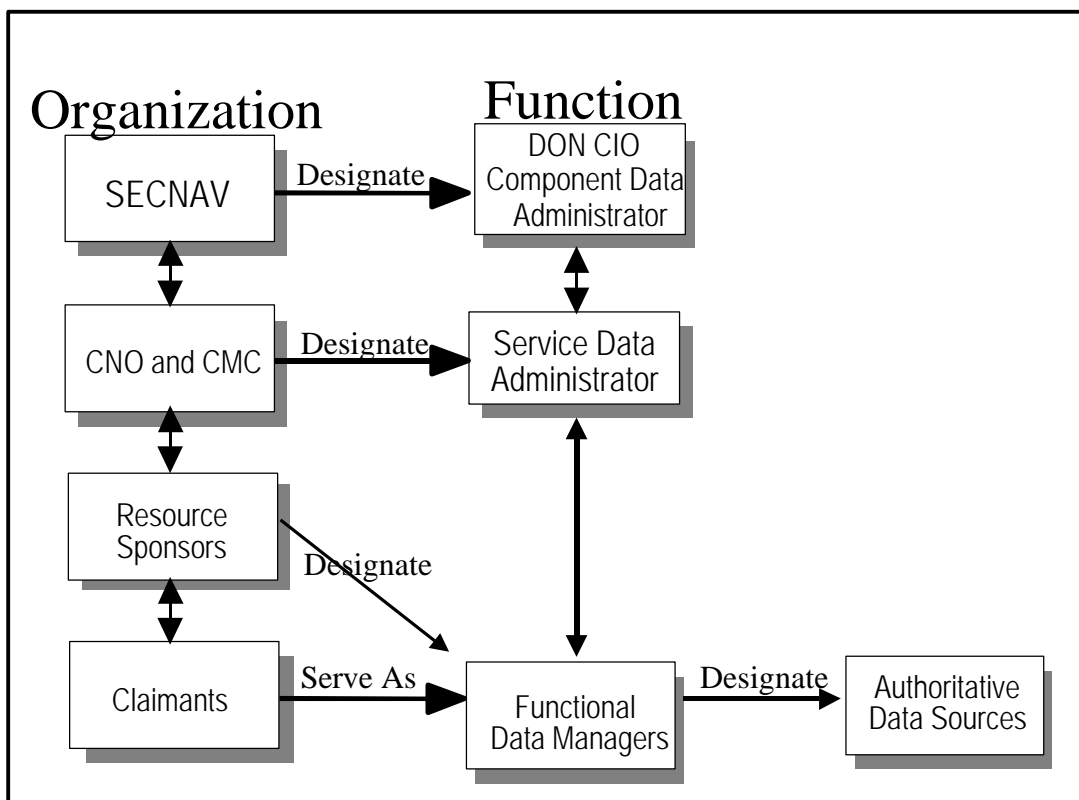 Organization
Function
SECNAV
Designate
DON CIO
Component Data
Administrator
CNO and CMC
Designate
Service Data
Administrator
Resource
Sponsors
Designate
Claimants
Serve As
Functional
Data Managers
Designate
Authoritative
Data Sources